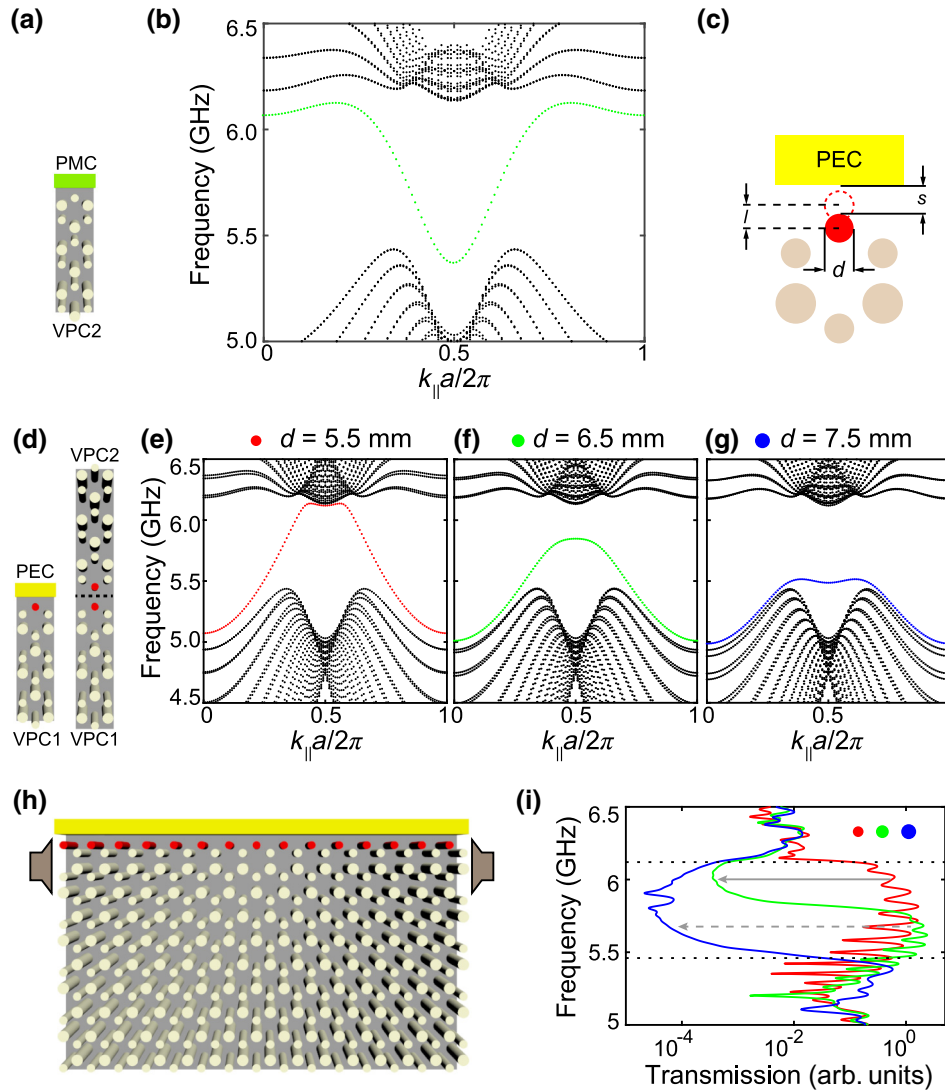 (a)
PMC
VPC2
(b)
6.5
6.0
5.5
5.0
Frequency (GHz)
0
0.5
1
k||a/2π
(c)
PEC
l
s
d
(d)
VPC2
PEC
VPC1
VPC1
(e)
d = 5.5 mm
6.5
6.0
5.5
5.0
4.5
Frequency (GHz)
0
0.5
1
k||a/2π
(f)
d = 6.5 mm
0
0.5
1
k||a/2π
(g)
d = 7.5 mm
0
0.5
1
k||a/2π
(h)
(i)
6.5
6
5.5
5
Frequency (GHz)
10⁻⁴
10⁻²
10⁰
Transmission (arb. units)